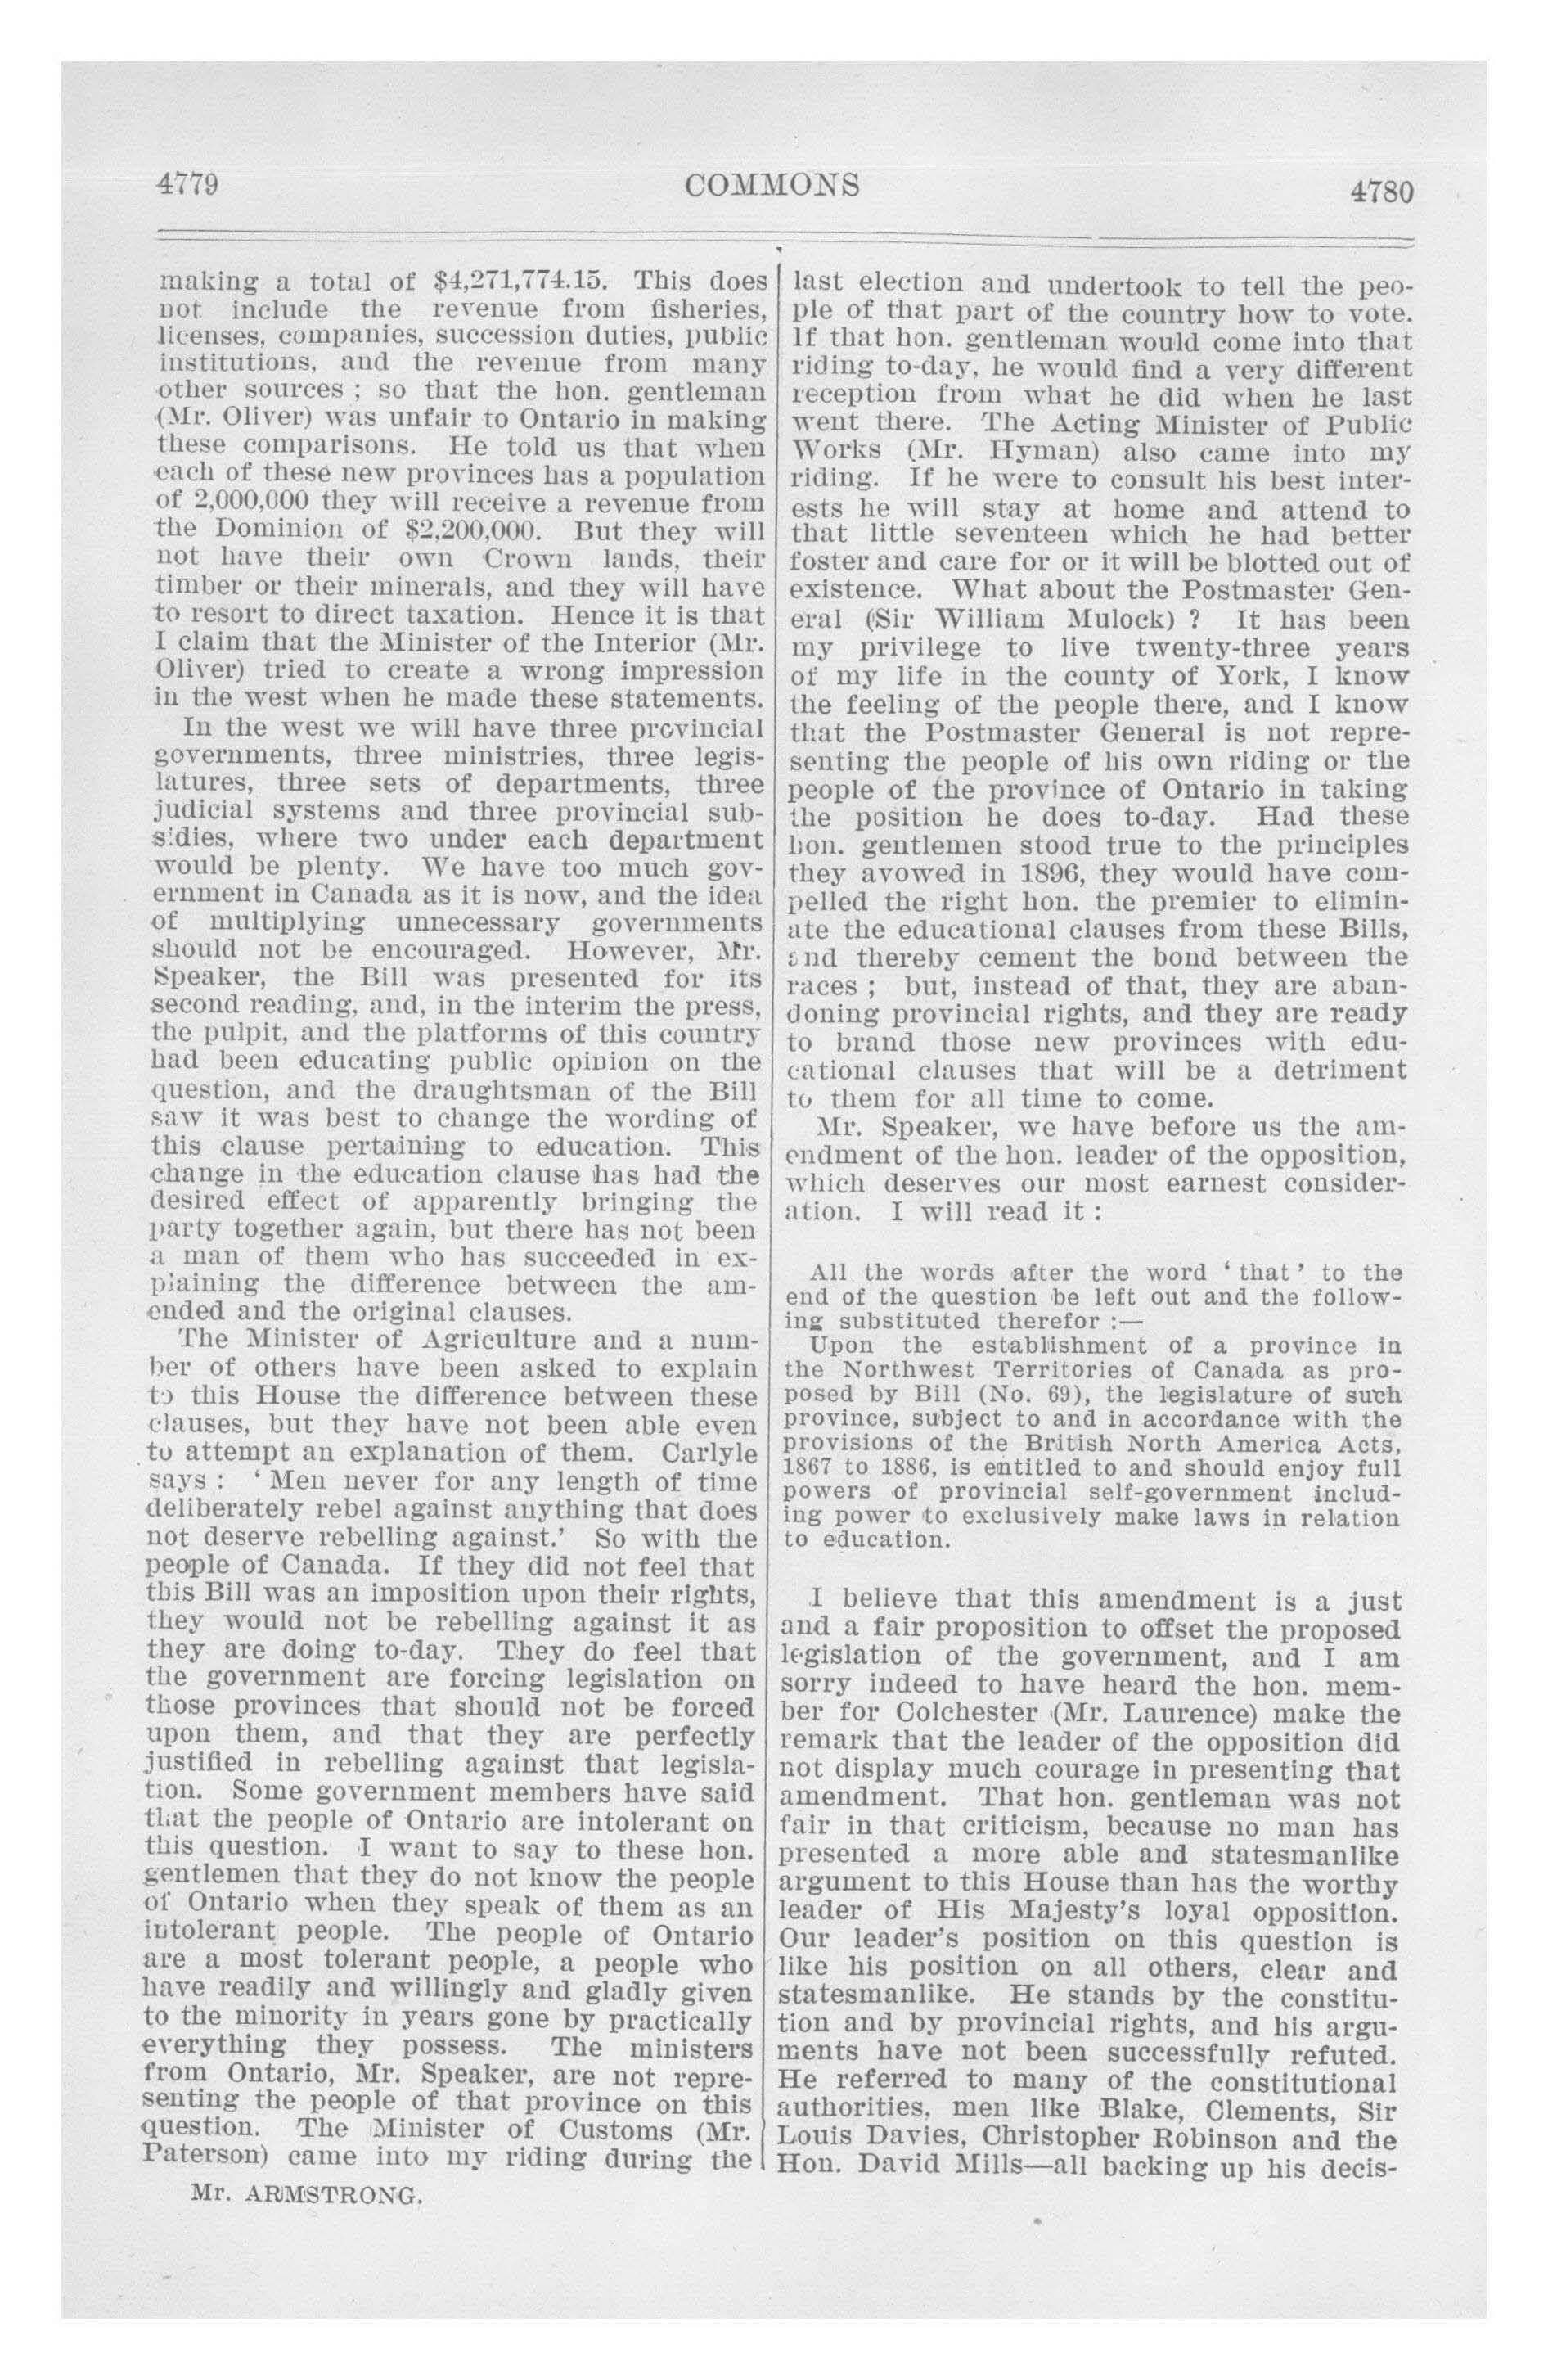 4779
COMMONS
4780
making a total of $4,271,774.15. This does
not include the revenue from fisheries,
licenses, companies, succession duties, public
institutions, and the revenue from many
other sources ; so that the hon. gentleman
(Mr. Oliver) was unfair to Ontario in making
these comparisons. He told us that when
each of these new provinces has a population
of 2,000,000 they will receive a revenue from
the Dominion of $2,200,000. But they will
not have their own Crown lands, their
timber or their minerals, and they will have
to resort to direct taxation. Hence it is that
I claim that the Minister of the Interior (Mr.
Oliver) tried to create a wrong impression
in the west when he made these statements.
In the west we will have three provincial
governments, three ministries, three legis-
latures, three sets of departments, three
judicial systems and three provincial sub-
sidies, where two under each department
would be plenty. We have too much gov-
ernment in Canada as it is now, and the idea
of multiplying unnecessary governments
should not be encouraged. However, Mr.
Speaker, the Bill was presented for its
second reading, and, in the interim the press,
the pulpit, and the platforms of this country
had been educating public opinion on the
question, and the draughtsman of the Bill
saw it was best to change the wording of
this clause pertaining to education. This
change in the education clause has had the
desired effect of apparently bringing the
party together again, but there has not been
a man of them who has succeeded in ex-
plaining the difference between the am-
ended and the original clauses.
The Minister of Agriculture and a num-
ber of others have been asked to explain
to this House the difference between these
clauses, but they have not been able even
to attempt an explanation of them. Carlyle
says : ‘ Men never for any length of time
deliberately rebel against anything that does
not deserve rebelling against.’ So with the
people of Canada. If they did not feel that
this Bill was an imposition upon their rights,
they would not be rebelling against it as
they are doing to-day. They do feel that
the government are forcing legislation on
those provinces that should not be forced
upon them, and that they are perfectly
justified in rebelling against that legisla-
tion. Some government members have said
that the people of Ontario are intolerant on
this question. I want to say to these hon.
gentlemen that they do not know the people
of Ontario when they speak of them as an
intolerant people. The people of Ontario
are a most tolerant people, a people who
have readily and willingly and gladly given
to the minority in years gone by practically
everything they possess. The ministers
from Ontario, Mr. Speaker, are not repre-
senting the people of that province on this
question. The Minister of Customs (Mr.
Paterson) came into my riding during the
Mr. ARMSTRONG.
last election and undertook to tell the peo-
ple of that part of the country how to vote.
If that hon. gentleman would come into that
riding to-day, he would find a very different
reception from what he did when he last
went there. The Acting Minister of Public
Works (Mr. Hyman) also came into my
riding. If he were to consult his best inter-
ests he will stay at home and attend to
that little seventeen which he had better
foster and care for or it will be blotted out of
existence. What about the Postmaster Gen-
eral (Sir William Mulock) ? It has been
my privilege to live twenty-three years
of my life in the county of York, I know
the feeling of the people there, and I know
that the Postmaster General is not repre-
senting the people of his own riding or the
people of the province of Ontario in taking
the position he does to-day. Had these
hon. gentlemen stood true to the principles
they avowed in 1896, they would have com-
pelled the right hon. the premier to elimin-
ate the educational clauses from these Bills,
and thereby cement the bond between the
races ; but, instead of that, they are aban-
doning provincial rights, and they are ready
to brand those new provinces with edu-
cational clauses that will be a detriment
to them for all time to come.
Mr. Speaker, we have before us the am-
endment of the hon. leader of the opposition,
which deserves our most earnest consider-
ation. I will read it :
All the words after the word ‘ that ’ to the
end of the question be left out and the follow-
ing substituted therefor :—
Upon the establishment of a province in
the Northwest Territories of Canada as pro-
posed by Bill (No. 69), the legislature of such
province, subject to and in accordance with the
provisions of the British North America Acts,
1867 to 1886, is entitled to and should enjoy full
powers of provincial self-government includ-
ing power to exclusively make laws in relation
to education.
I believe that this amendment is a just
and a fair proposition to offset the proposed
legislation of the government, and I am
sorry indeed to have heard the hon. mem-
ber for Colchester (Mr. Laurence) make the
remark that the leader of the opposition did
not display much courage in presenting that
amendment. That hon. gentleman was not
fair in that criticism, because no man has
presented a more able and statesmanlike
argument to this House than has the worthy
leader of His Majesty's loyal opposition.
Our leader's position on this question is
like his position on all others, clear and
statesmanlike. He stands by the constitu-
tion and by provincial rights, and his argu-
ments have not been successfully refuted.
He referred to many of the constitutional
authorities, men like Blake, Clements, Sir
Louis Davies, Christopher Robinson and the
Hon. David Mills—all backing up his decis-